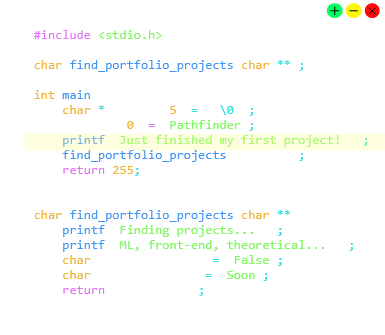 #include <stdio.h>
char find_portfolio_projects char ** ;
int main
char * 5 = \0 ;
0 = Pathfinder ;
printf Just finished my first project! ;
find_portfolio_projects ;
return 255;
char find_portfolio_projects char **
printf Finding projects... ;
printf ML, front-end, theoretical... ;
char = False ;
char = Soon ;
return ;